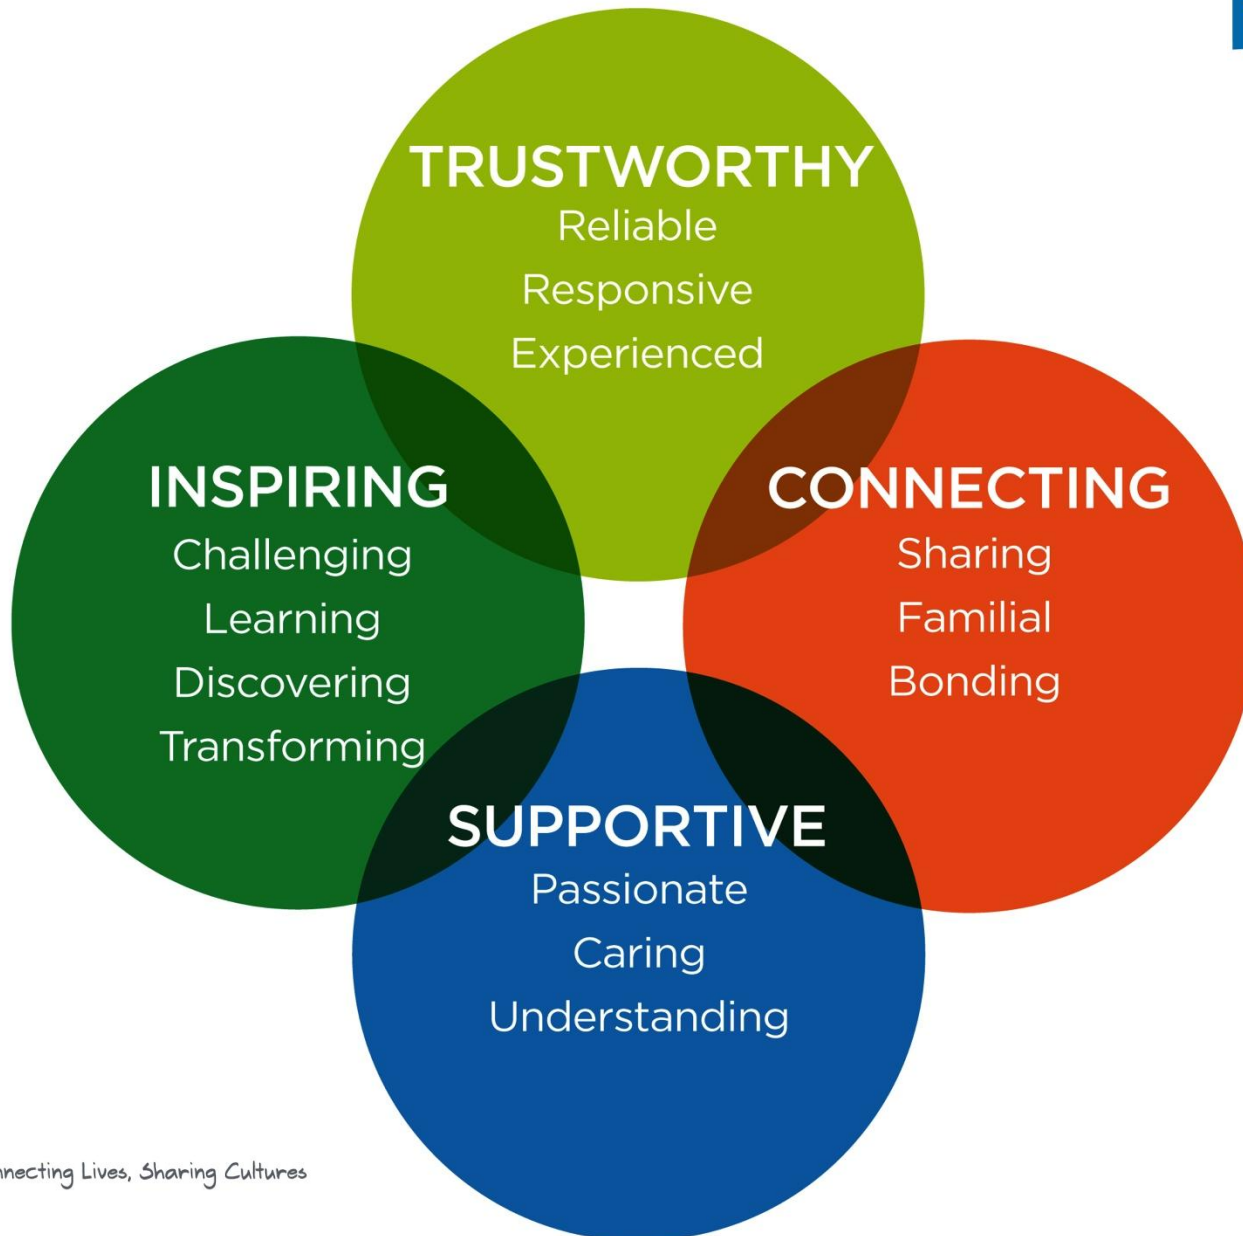 TRUSTWORTHY
Reliable
Responsive
Experienced
INSPIRING
Challenging
Learning
Discovering
Transforming
CONNECTING
Sharing
Familial
Bonding
SUPPORTIVE
Passionate
Caring
Understanding
Lives, Sharing Cultures